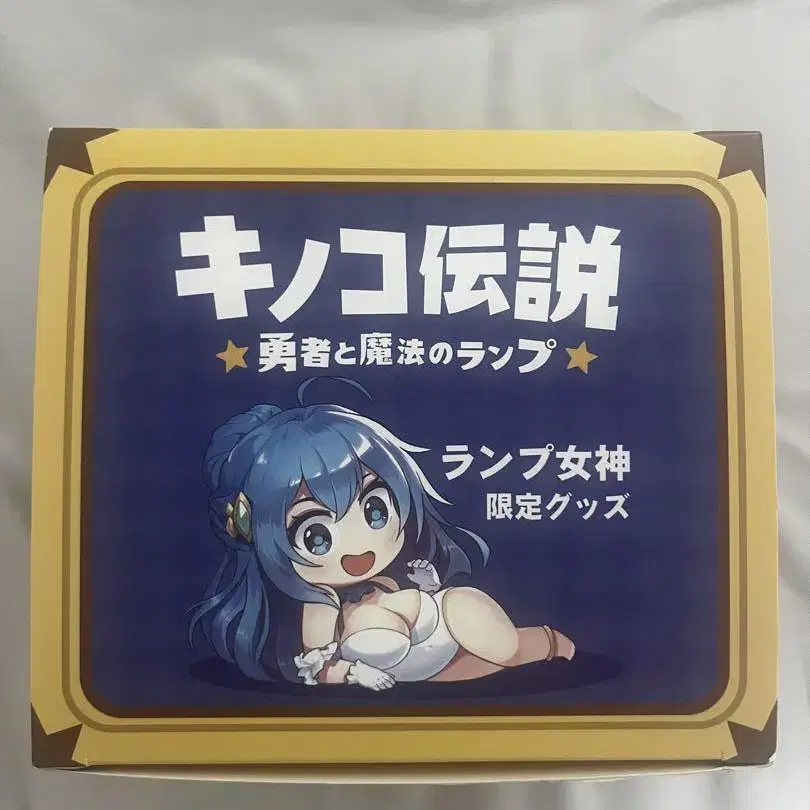 キノコ伝説
★勇者と魔法のランプ★
ランプ女神
限定グッズ